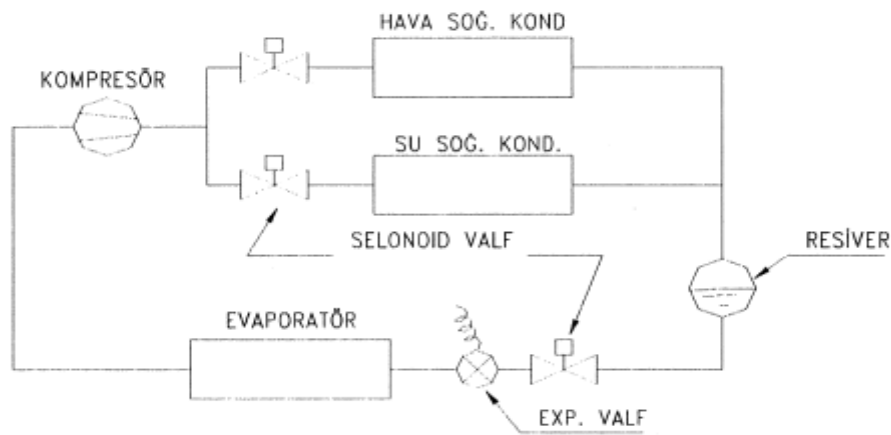 HAVA SOĞ. KOND
KOMPRESÖR
SU SOĞ. KOND.
SELONOID VALF
RESİVER
EVAPORATÖR
EXP. VALF